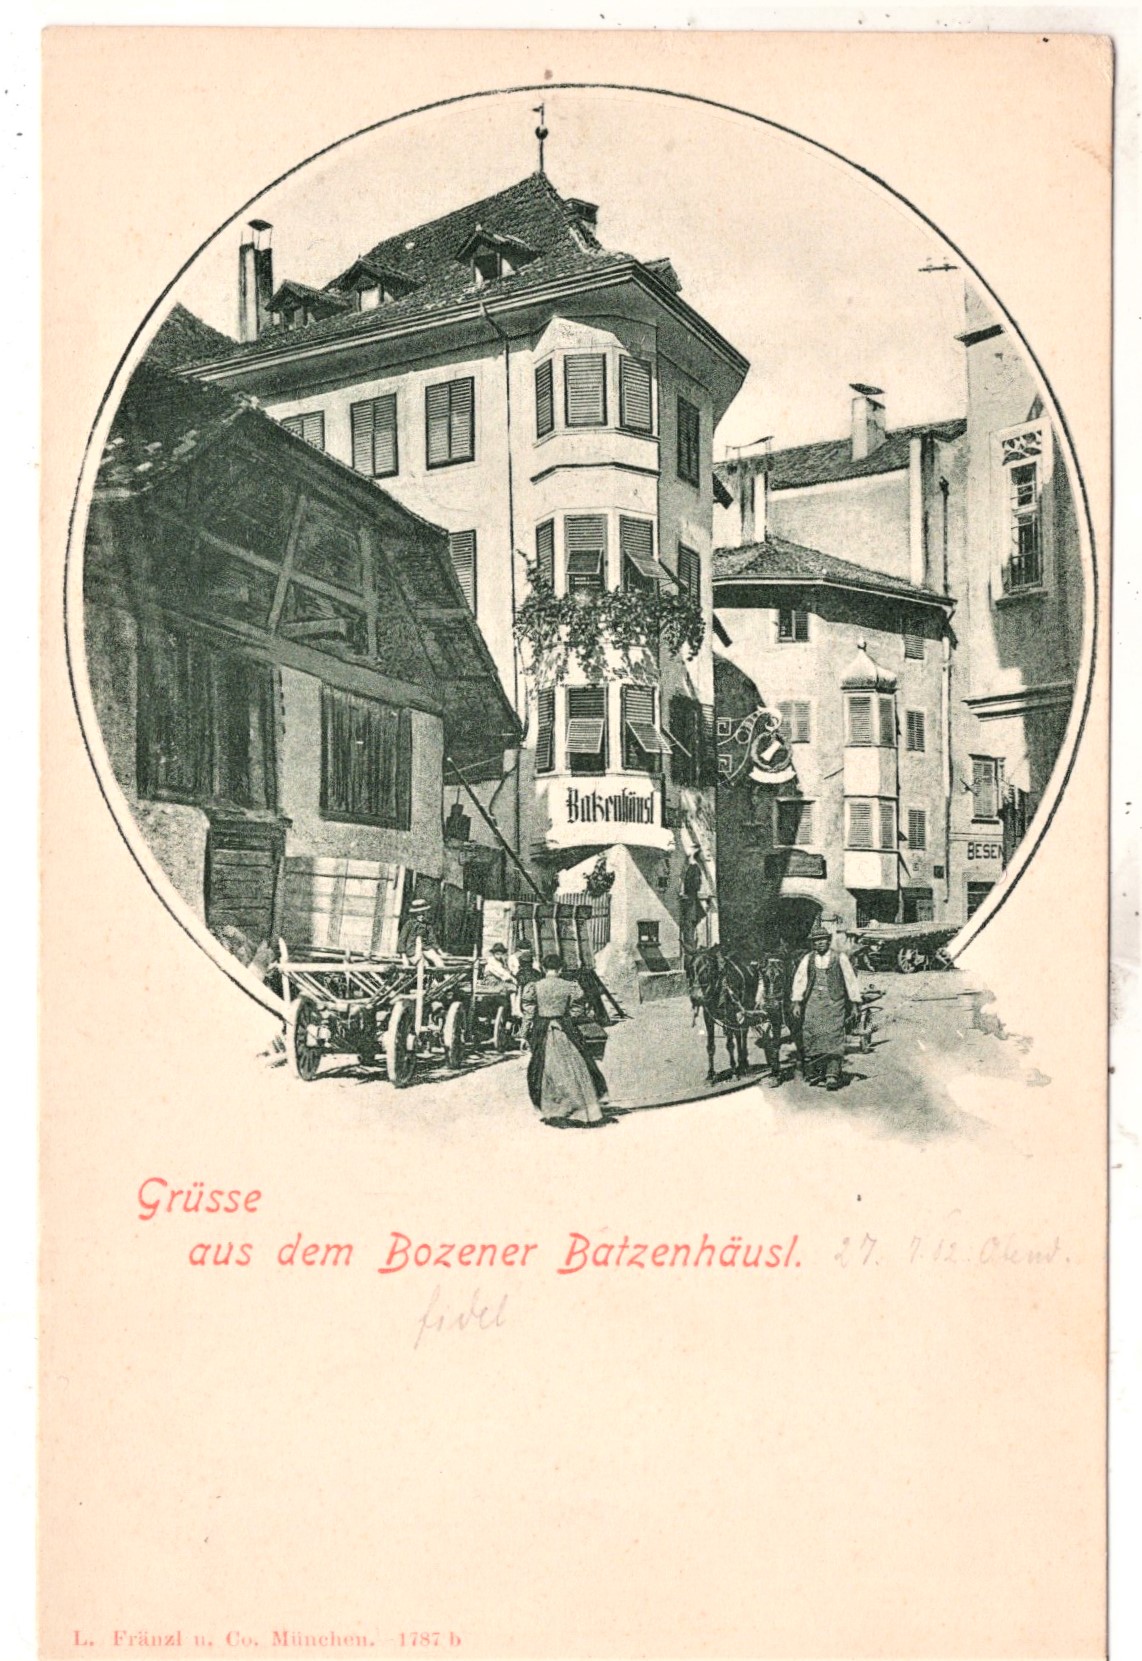 Batzenhäusl
BESEN
Grüsse
aus dem Bozener Batzenhäusl. 27. 7. 12. Abend.
fidel
L. Fränzl u. Co. München. 1787 b